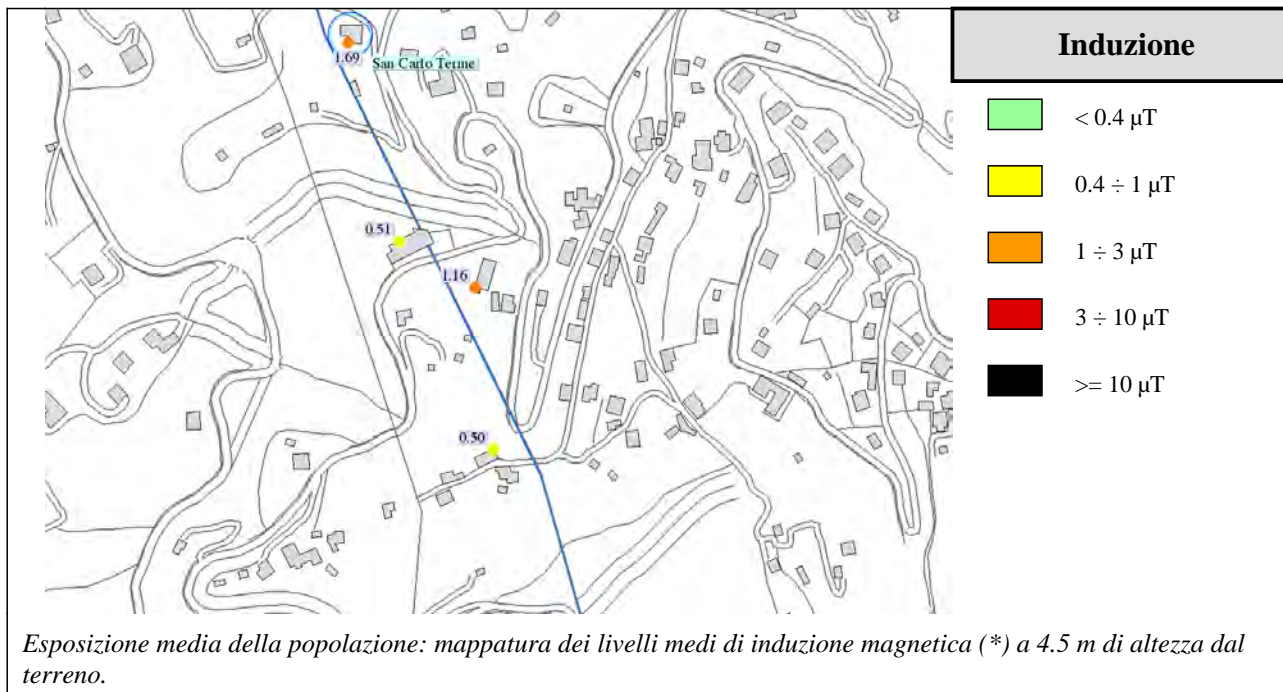 Induzione
1.69
San Carlo Terme
0.51
1.16
0.50
< 0.4 µT
0.4 ÷ 1 µT
1 ÷ 3 µT
3 ÷ 10 µT
>= 10 µT
Esposizione media della popolazione: mappatura dei livelli medi di induzione magnetica (*) a 4.5 m di altezza dal
terreno.